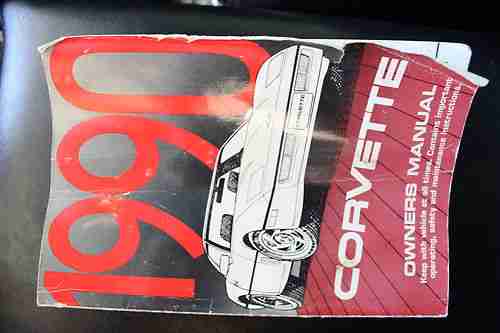 1990
CORVETTE
CORVETTE
OWNERS MANUAL
Keep with vehicle at all times. Contains important
operating, safety and maintenance instructions.